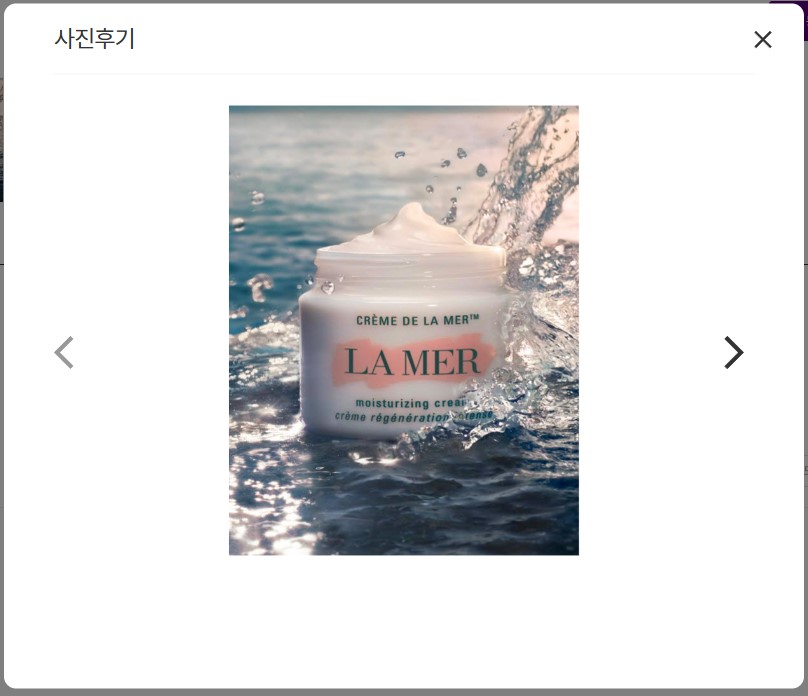 사진후기
CRÈME DE LA MER™
LA MER
moisturizing cream
crème régénération